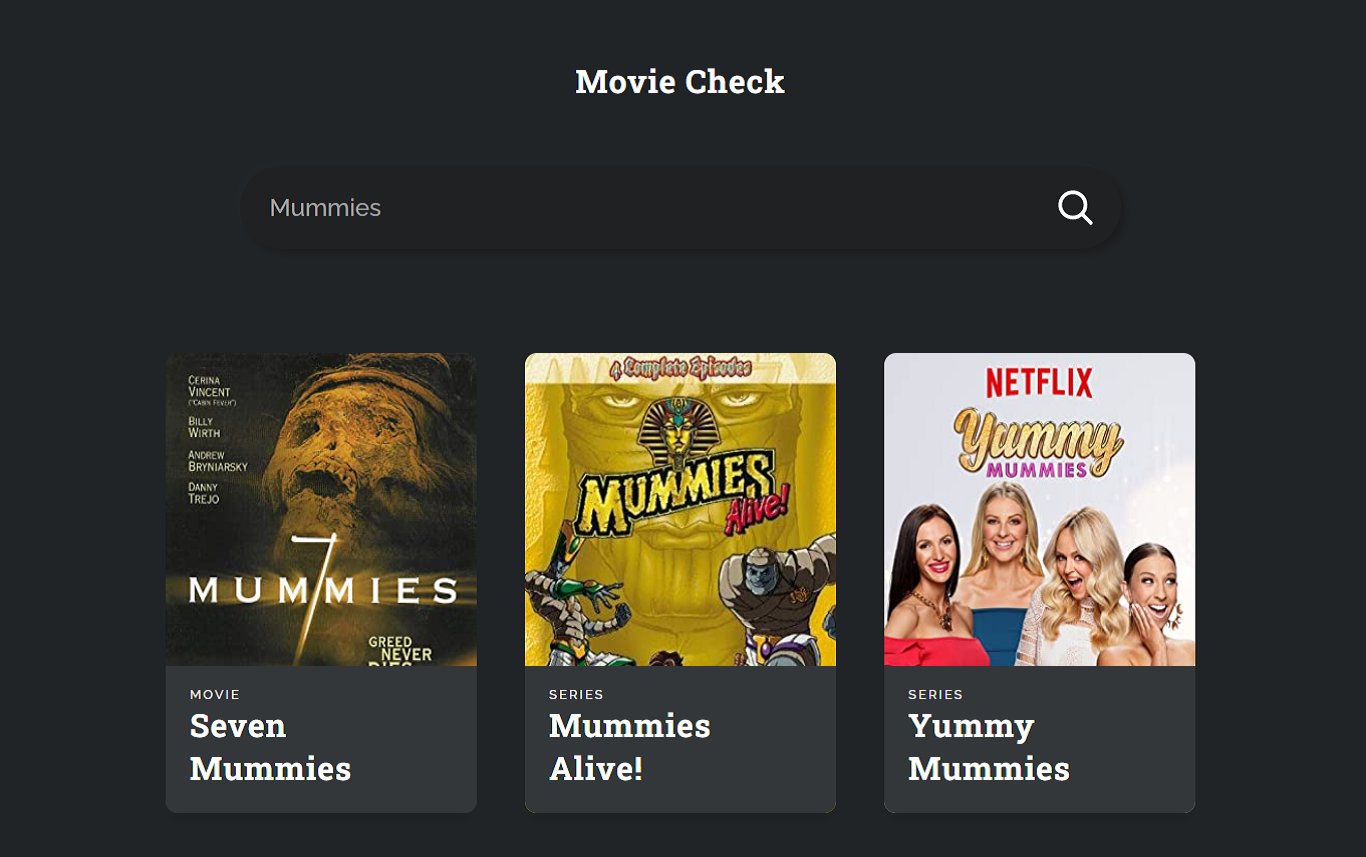 Movie Check
Mummies
CERINA
VINCENT
("CABIN FEVER")
BILLY
WIRTH
ANDREW
BRYNIARSKY
DANNY
TREJO
7
MUMMIES
GREED
NEVER
DIES
4 Complete Episodes
MUMMIES
Alive!
NETFLIX
Yummy
MUMMIES
MOVIE
Seven
Mummies
SERIES
Mummies
Alive!
SERIES
Yummy
Mummies